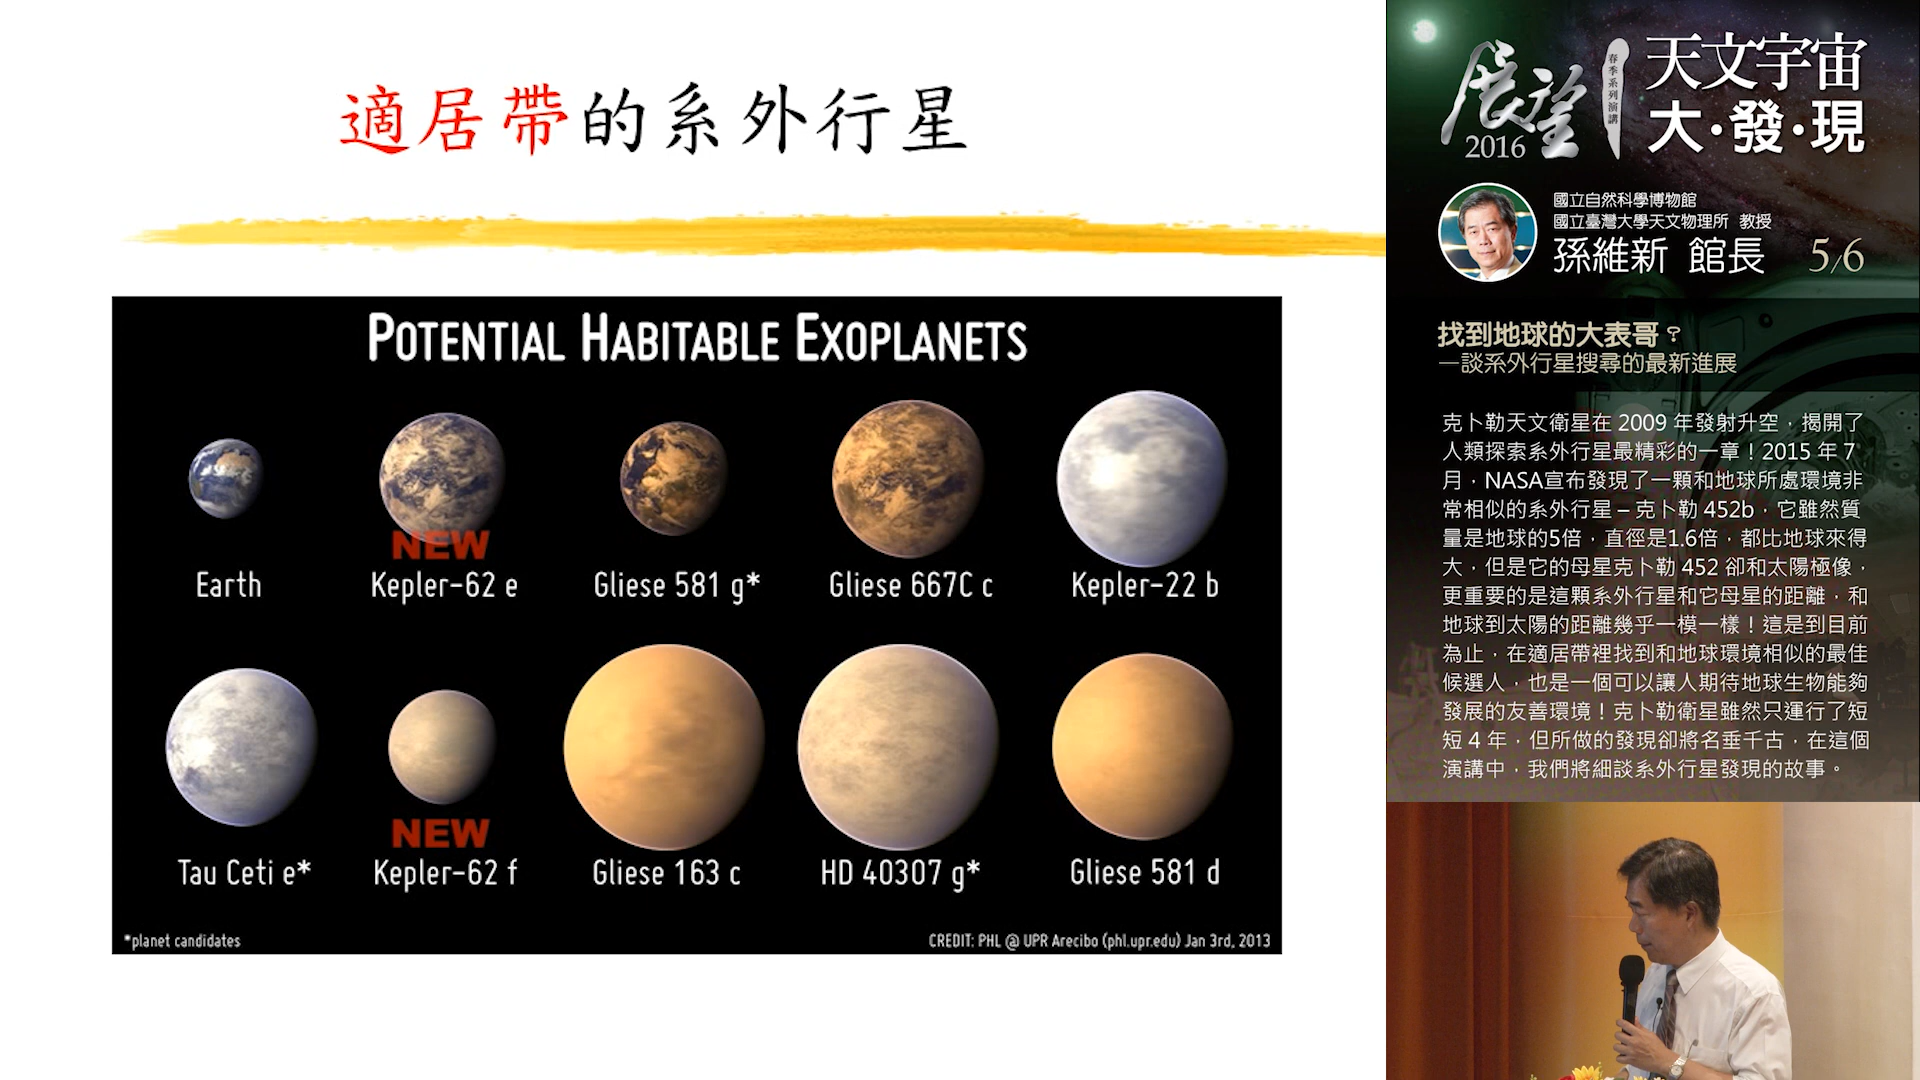 適居帶的系外行星
POTENTIAL HABITABLE EXOPLANETS
NEW
Earth
Kepler-62 e
Gliese 581 g*
Gliese 667C c
Kepler-22 b
NEW
Tau Ceti e*
Kepler-62 f
Gliese 163 c
HD 40307 g*
Gliese 581 d
*planet candidates
CREDIT: PHL @ UPR Arecibo (phl.upr.edu) Jan 3rd, 2013
展望
2016
春季系列演講
天文宇宙
大·發·現
國立自然科學博物館
國立臺灣大學天文物理所 教授
孫維新 館長
5/6
找到地球的大表哥?
—談系外行星搜尋的最新進展
克卜勒天文衛星在 2009 年發射升空，揭開了
人類探索系外行星最精彩的一章！2015 年 7
月，NASA宣布發現了一顆和地球所處環境非
常相似的系外行星 – 克卜勒 452b，它雖然質
量是地球的5倍，直徑是1.6倍，都比地球來得
大，但是它的母星克卜勒 452 卻和太陽極像，
更重要的是這顆系外行星和它母星的距離，和
地球到太陽的距離幾乎一模一樣！這是到目前
為止，在適居帶裡找到和地球環境相似的最佳
候選人，也是一個可以讓人期待地球生物能夠
發展的友善環境！克卜勒衛星雖然只運行了短
短 4 年，但所做的發現卻將名垂千古，在這個
演講中，我們將細談系外行星發現的故事。